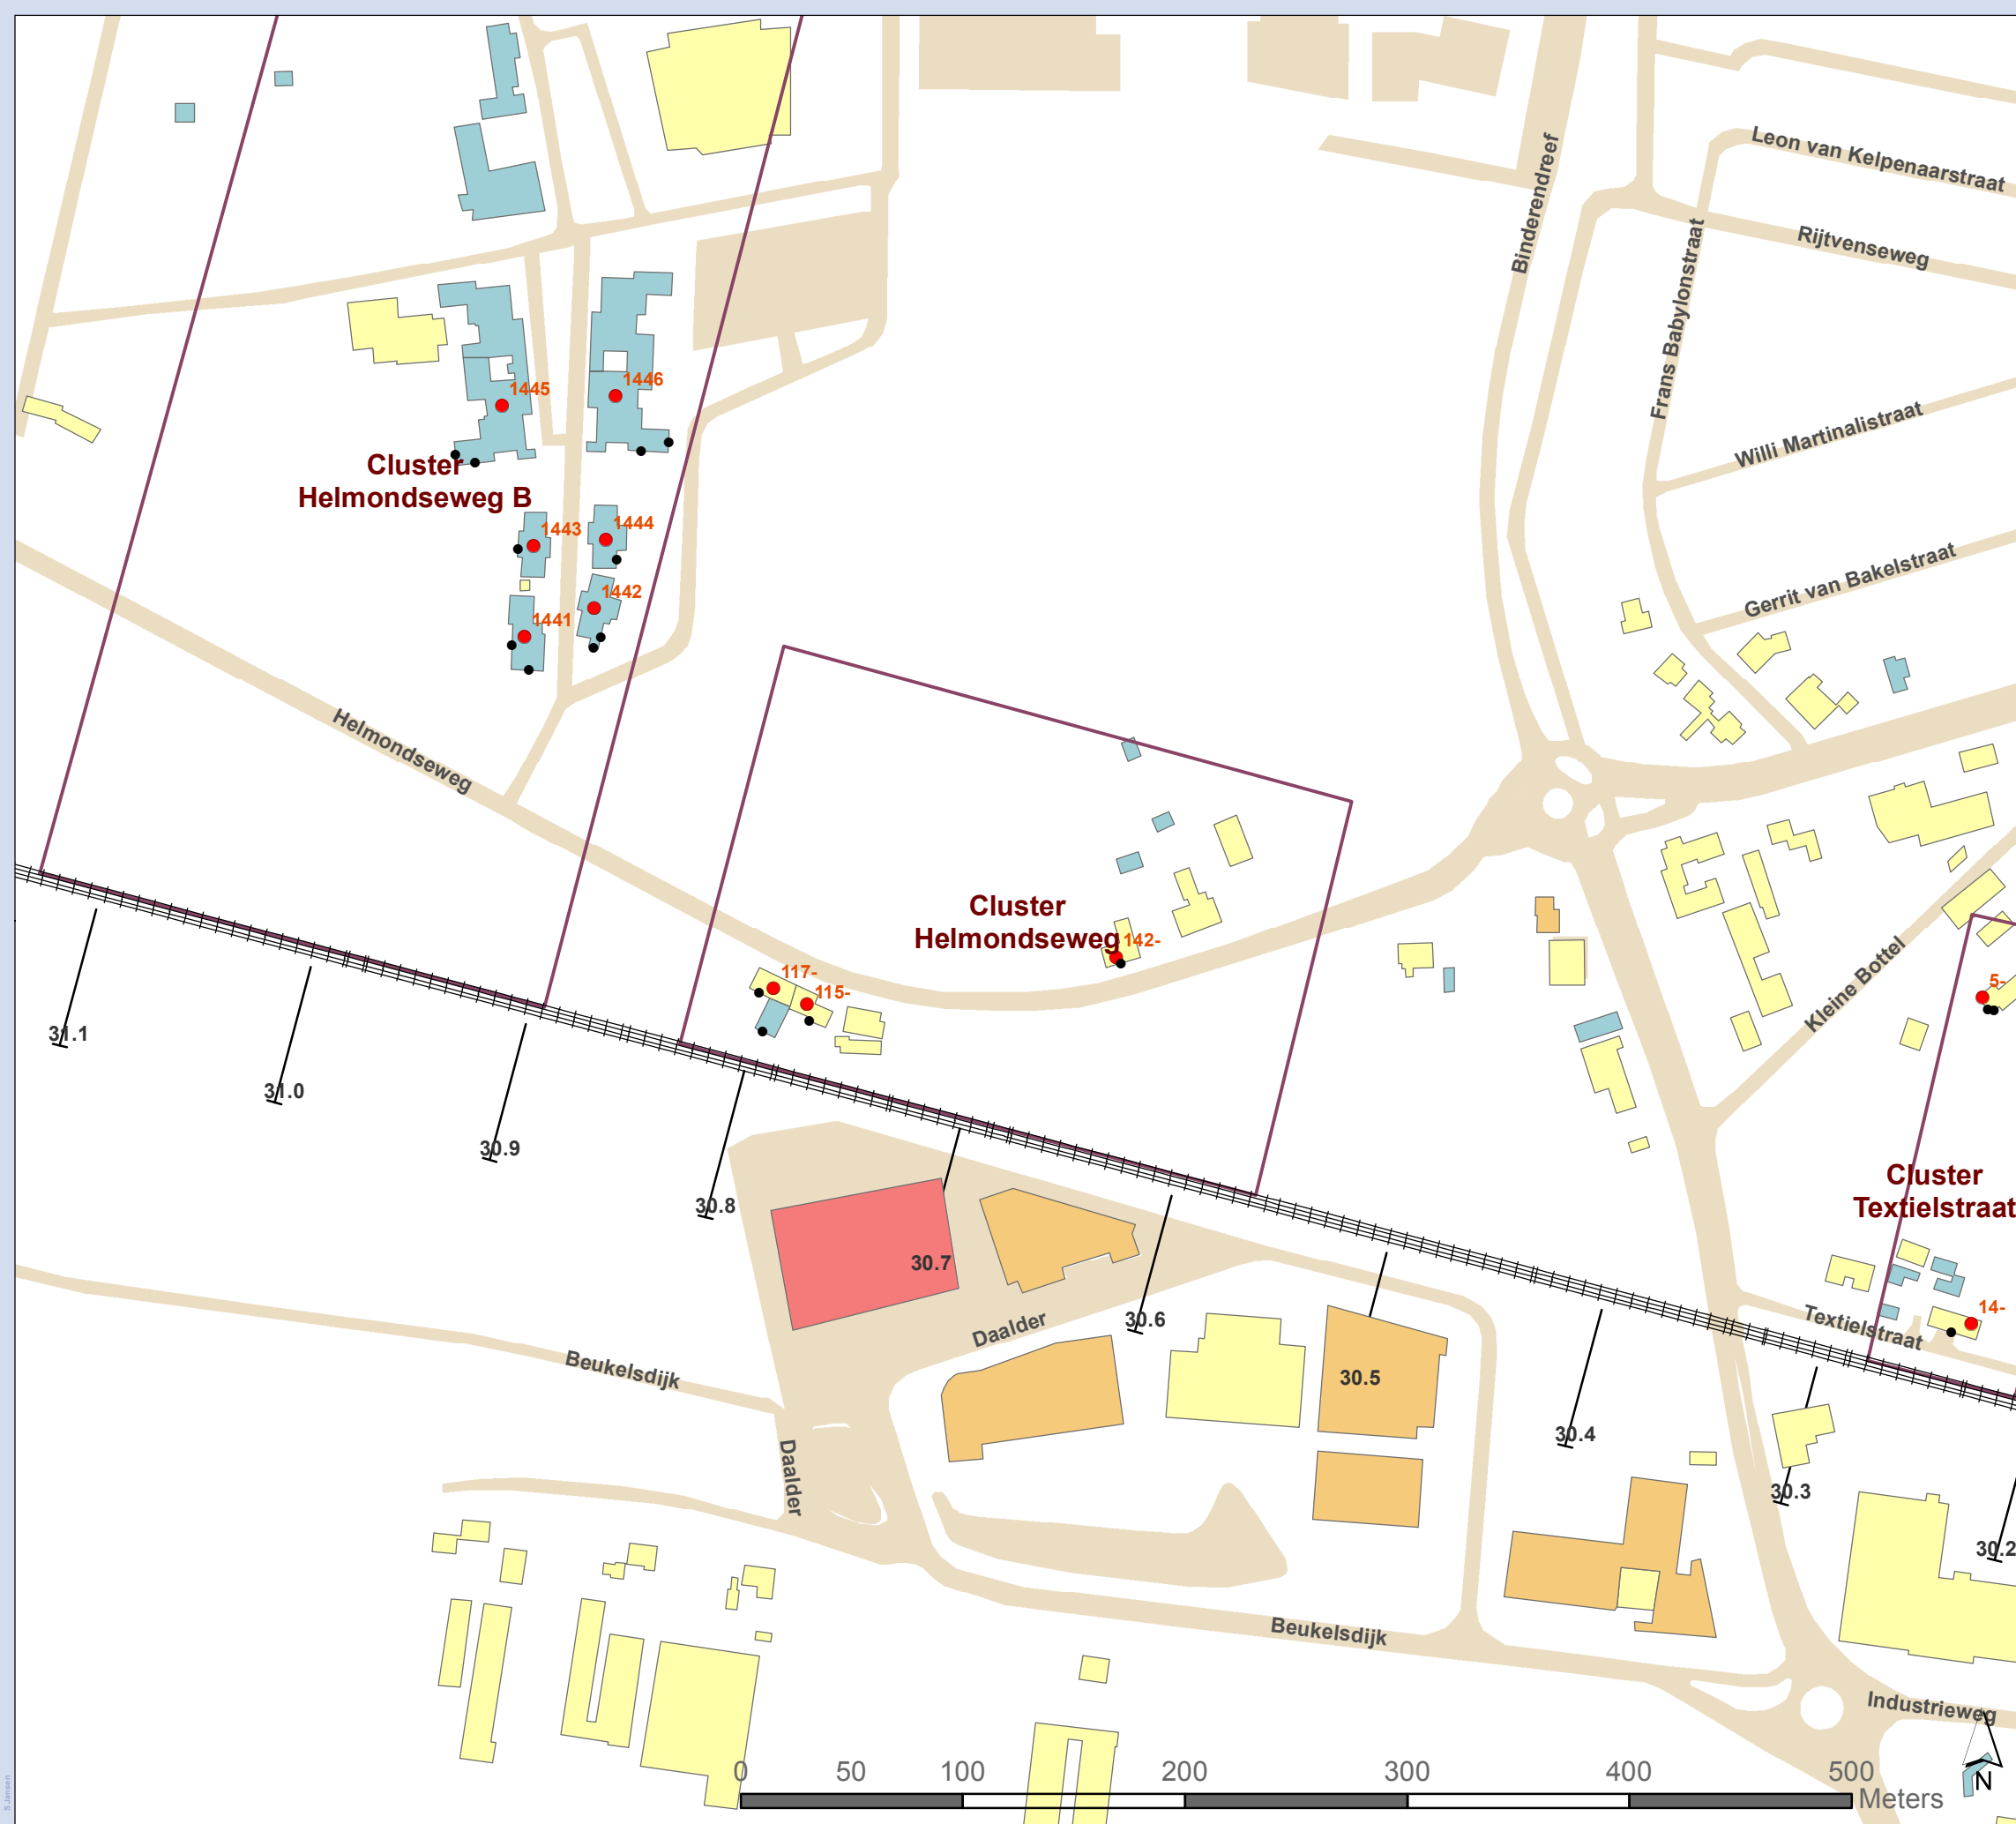 Leon van Kelpenaarstraat
Binderendreef
Rijtvenseweg
Frans Babylonstraat
1446
1445
Willi Martinalistraat
Cluster
Helmondseweg B
1443
1444
Gerrit van Bakelstraat
1442
1441
Helmondseweg
Cluster
Helmondseweg
142-
117-
115-
Kleine Bottel
5-
31.1
31.0
30.9
30.8
30.7
30.6
30.5
30.4
30.3
30.2
Cluster
Textielstraat
14-
Textielstraat
Daalder
Beukelsdijk
Daalder
Beukelsdijk
Industrieweg
0 50 100 200 300 400 500
Meters
N
S Jansen